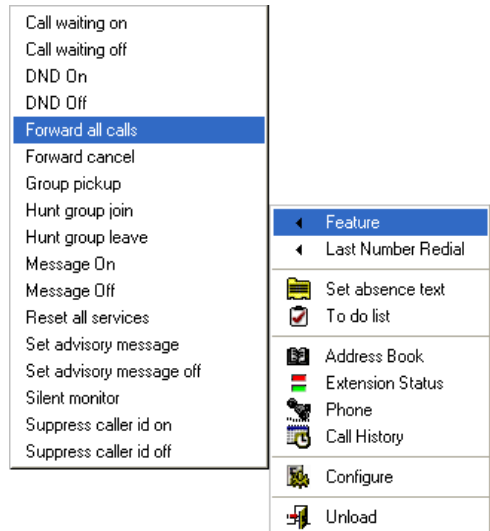 Call waiting on
Call waiting off
DND On
DND Off
Forward all calls
Forward cancel
Group pickup
Hunt group join
Hunt group leave
Message On
Message Off
Reset all services
Set advisory message
Set advisory message off
Silent monitor
Suppress caller id on
Suppress caller id off
Feature
Last Number Redial
Set absence text
To do list
Address Book
Extension Status
Phone
Call History
Configure
Unload